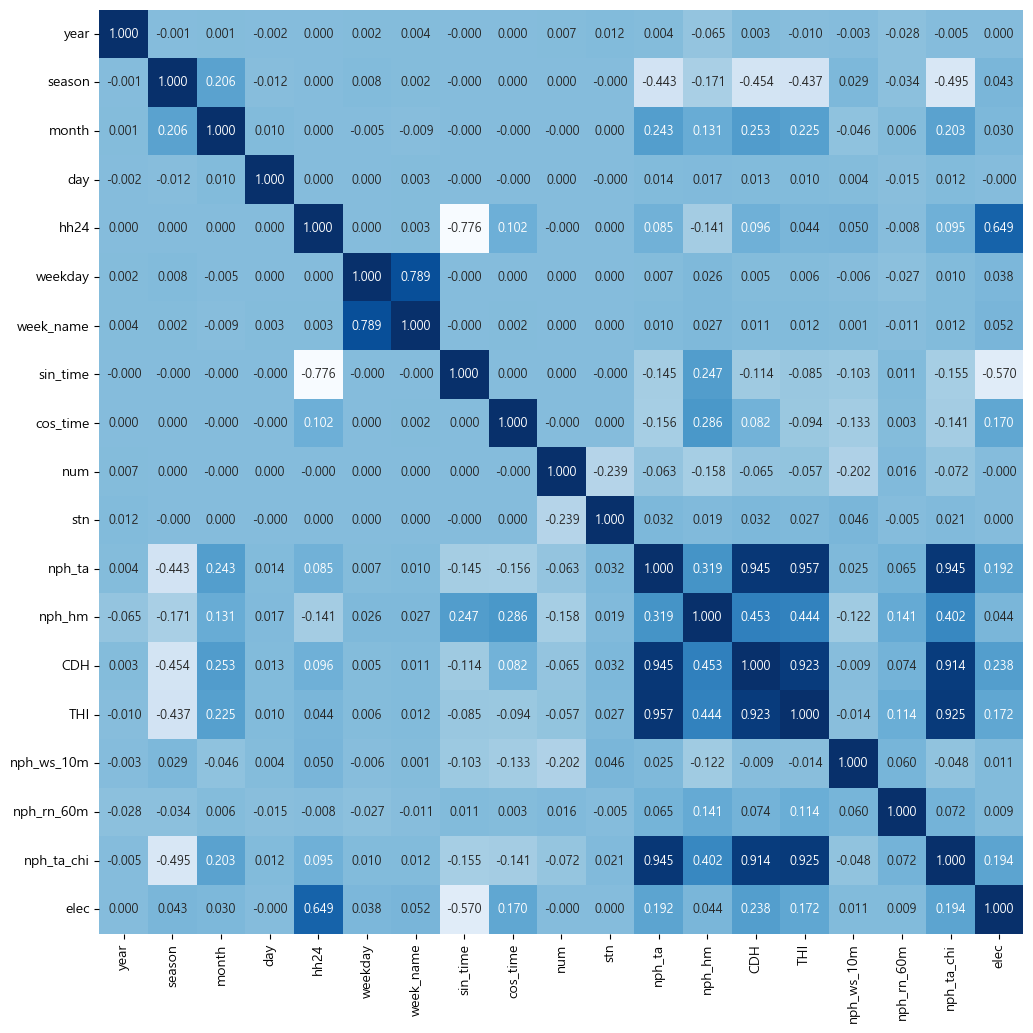 year 1.000 -0.001 0.001 -0.002 0.000 0.002 0.004 -0.000 0.000 0.007 0.012 0.004 -0.065 0.003 -0.010 -0.003 -0.028 -0.005 0.000
season -0.001 1.000 0.206 -0.012 0.000 0.008 0.002 -0.000 0.000 0.000 -0.000 -0.443 -0.171 -0.454 -0.437 0.029 -0.034 -0.495 0.043
month 0.001 0.206 1.000 0.010 0.000 -0.005 -0.009 -0.000 -0.000 -0.000 0.000 0.243 0.131 0.253 0.225 -0.046 0.006 0.203 0.030
day -0.002 -0.012 0.010 1.000 0.000 0.000 0.003 -0.000 -0.000 0.000 -0.000 0.014 0.017 0.013 0.010 0.004 -0.015 0.012 -0.000
hh24 0.000 0.000 0.000 0.000 1.000 0.000 0.003 -0.776 0.102 -0.000 0.000 0.085 -0.141 0.096 0.044 0.050 -0.008 0.095 0.649
weekday 0.002 0.008 -0.005 0.000 0.000 1.000 0.789 -0.000 0.000 0.000 0.000 0.007 0.026 0.005 0.006 -0.006 -0.027 0.010 0.038
week_name 0.004 0.002 -0.009 0.003 0.003 0.789 1.000 -0.000 0.002 0.000 0.000 0.010 0.027 0.011 0.012 0.001 -0.011 0.012 0.052
sin_time -0.000 -0.000 -0.000 -0.000 -0.776 -0.000 -0.000 1.000 0.000 0.000 -0.000 -0.145 0.247 -0.114 -0.085 -0.103 0.011 -0.155 -0.570
cos_time 0.000 0.000 -0.000 -0.000 0.102 0.000 0.002 0.000 1.000 -0.000 0.000 -0.156 0.286 0.082 -0.094 -0.133 0.003 -0.141 0.170
num 0.007 0.000 -0.000 0.000 -0.000 0.000 0.000 0.000 -0.000 1.000 -0.239 -0.063 -0.158 -0.065 -0.057 -0.202 0.016 -0.072 -0.000
stn 0.012 -0.000 0.000 -0.000 0.000 0.000 0.000 -0.000 0.000 -0.239 1.000 0.032 0.019 0.032 0.027 0.046 -0.005 0.021 0.000
nph_ta 0.004 -0.443 0.243 0.014 0.085 0.007 0.010 -0.145 -0.156 -0.063 0.032 1.000 0.319 0.945 0.957 0.025 0.065 0.945 0.192
nph_hm -0.065 -0.171 0.131 0.017 -0.141 0.026 0.027 0.247 0.286 -0.158 0.019 0.319 1.000 0.453 0.444 -0.122 0.141 0.402 0.044
CDH 0.003 -0.454 0.253 0.013 0.096 0.005 0.011 -0.114 0.082 -0.065 0.032 0.945 0.453 1.000 0.923 -0.009 0.074 0.914 0.238
THI -0.010 -0.437 0.225 0.010 0.044 0.006 0.012 -0.085 -0.094 -0.057 0.027 0.957 0.444 0.923 1.000 -0.014 0.114 0.925 0.172
nph_ws_10m -0.003 0.029 -0.046 0.004 0.050 -0.006 0.001 -0.103 -0.133 -0.202 0.046 0.025 -0.122 -0.009 -0.014 1.000 0.060 -0.048 0.011
nph_rn_60m -0.028 -0.034 0.006 -0.015 -0.008 -0.027 -0.011 0.011 0.003 0.016 -0.005 0.065 0.141 0.074 0.114 0.060 1.000 0.072 0.009
nph_ta_chi -0.005 -0.495 0.203 0.012 0.095 0.010 0.012 -0.155 -0.141 -0.072 0.021 0.945 0.402 0.914 0.925 -0.048 0.072 1.000 0.194
elec 0.000 0.043 0.030 -0.000 0.649 0.038 0.052 -0.570 0.170 -0.000 0.000 0.192 0.044 0.238 0.172 0.011 0.009 0.194 1.000
year season month day hh24 weekday week_name sin_time cos_time num stn nph_ta nph_hm CDH THI nph_ws_10m nph_rn_60m nph_ta_chi elec